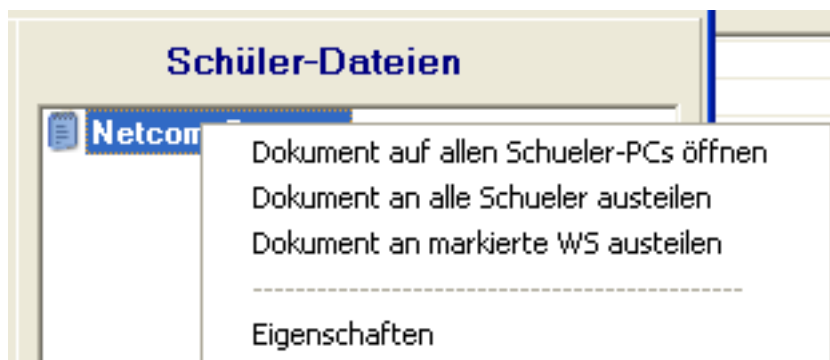 Schüler-Dateien
Dokument auf allen Schueler-PCs öffnen
Dokument an alle Schueler austeilen
Dokument an markierte WS austeilen
Eigenschaften